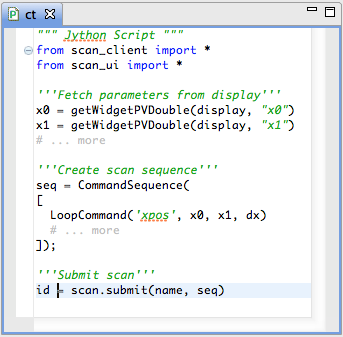 ct
""" Jython Script """
from scan_client import *
from scan_ui import *
'''Fetch parameters from display'''
x0 = getWidgetPVDouble(display, "x0")
x1 = getWidgetPVDouble(display, "x1")
# ... more
'''Create scan sequence'''
seq = CommandSequence(
[
LoopCommand('xpos', x0, x1, dx)
# ... more
]);
'''Submit scan'''
id = scan.submit(name, seq)